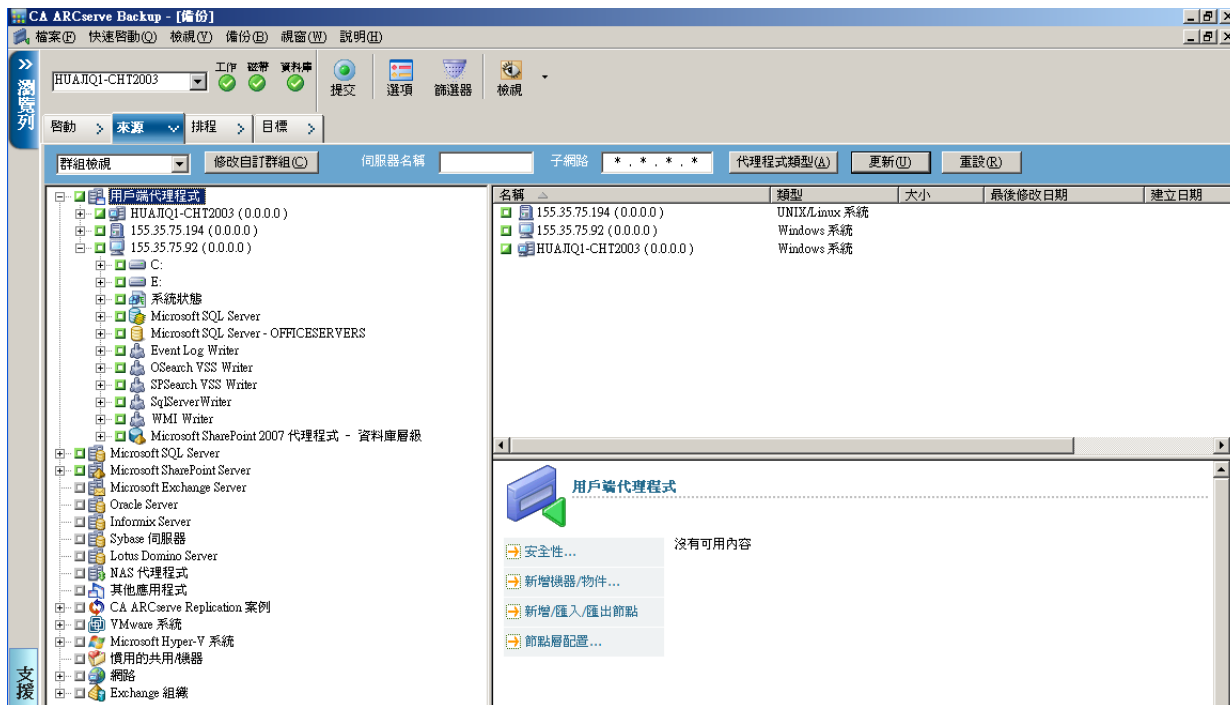 CA ARCserve Backup - [備份]
檔案(F) 快速啓動(Q) 檢視(Y) 備份(B) 視窗(W) 説明(H)
»
瀏覽列
HUAJIQ1-CHT2003
工作 磁帶 資料庫
提交 選項 篩選器 檢視
啓動 來源 排程 目標
群組檢視 修改自訂群組(C) 伺服器名稱 子網路 * . * . * . * 代理程式類型(A) 更新(U) 重設(R)
用戶端代理程式
HUAJIQ1-CHT2003 ( 0.0.0.0 )
155.35.75.194 ( 0.0.0.0 )
155.35.75.92 ( 0.0.0.0 )
C:
E:
系統狀態
Microsoft SQL Server
Microsoft SQL Server - OFFICESERVERS
Event Log Writer
OSearch VSS Writer
SPSearch VSS Writer
SqlServerWriter
WMI Writer
Microsoft SharePoint 2007 代理程式 - 資料庫層級
Microsoft SQL Server
Microsoft SharePoint Server
Microsoft Exchange Server
Oracle Server
Informix Server
Sybase 伺服器
Lotus Domino Server
NAS 代理程式
其他應用程式
CA ARCserve Replication 案例
VMware 系統
Microsoft Hyper-V 系統
慣用的共用/機器
網路
Exchange 組織
支援
名稱 類型 大小 最後修改日期 建立日期
155.35.75.194 ( 0.0.0.0 ) UNIX/Linux 系統
155.35.75.92 ( 0.0.0.0 ) Windows 系統
HUAJIQ1-CHT2003 ( 0.0.0.0 ) Windows 系統
用戶端代理程式
安全性...
沒有可用內容
新增機器/物件...
新增/匯入/匯出節點
節點層配置...